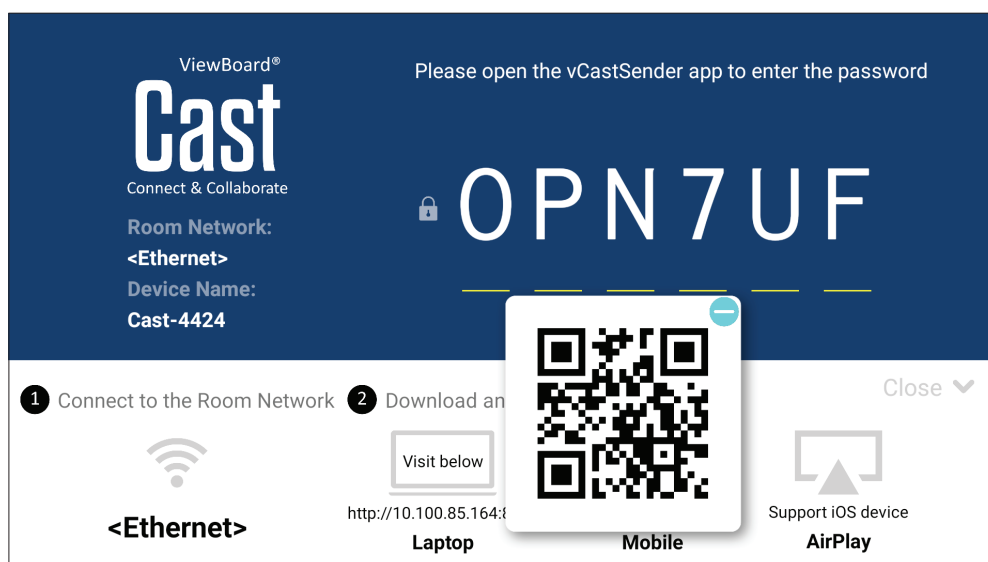 ViewBoard®
Cast
Connect & Collaborate
Room Network:
<Ethernet>
Device Name:
Cast-4424
Please open the vCastSender app to enter the password
OPN7UF
1 Connect to the Room Network
<Ethernet>
2 Download an
Visit below
http://10.100.85.164:8
Laptop
Mobile
Close
Support iOS device
AirPlay